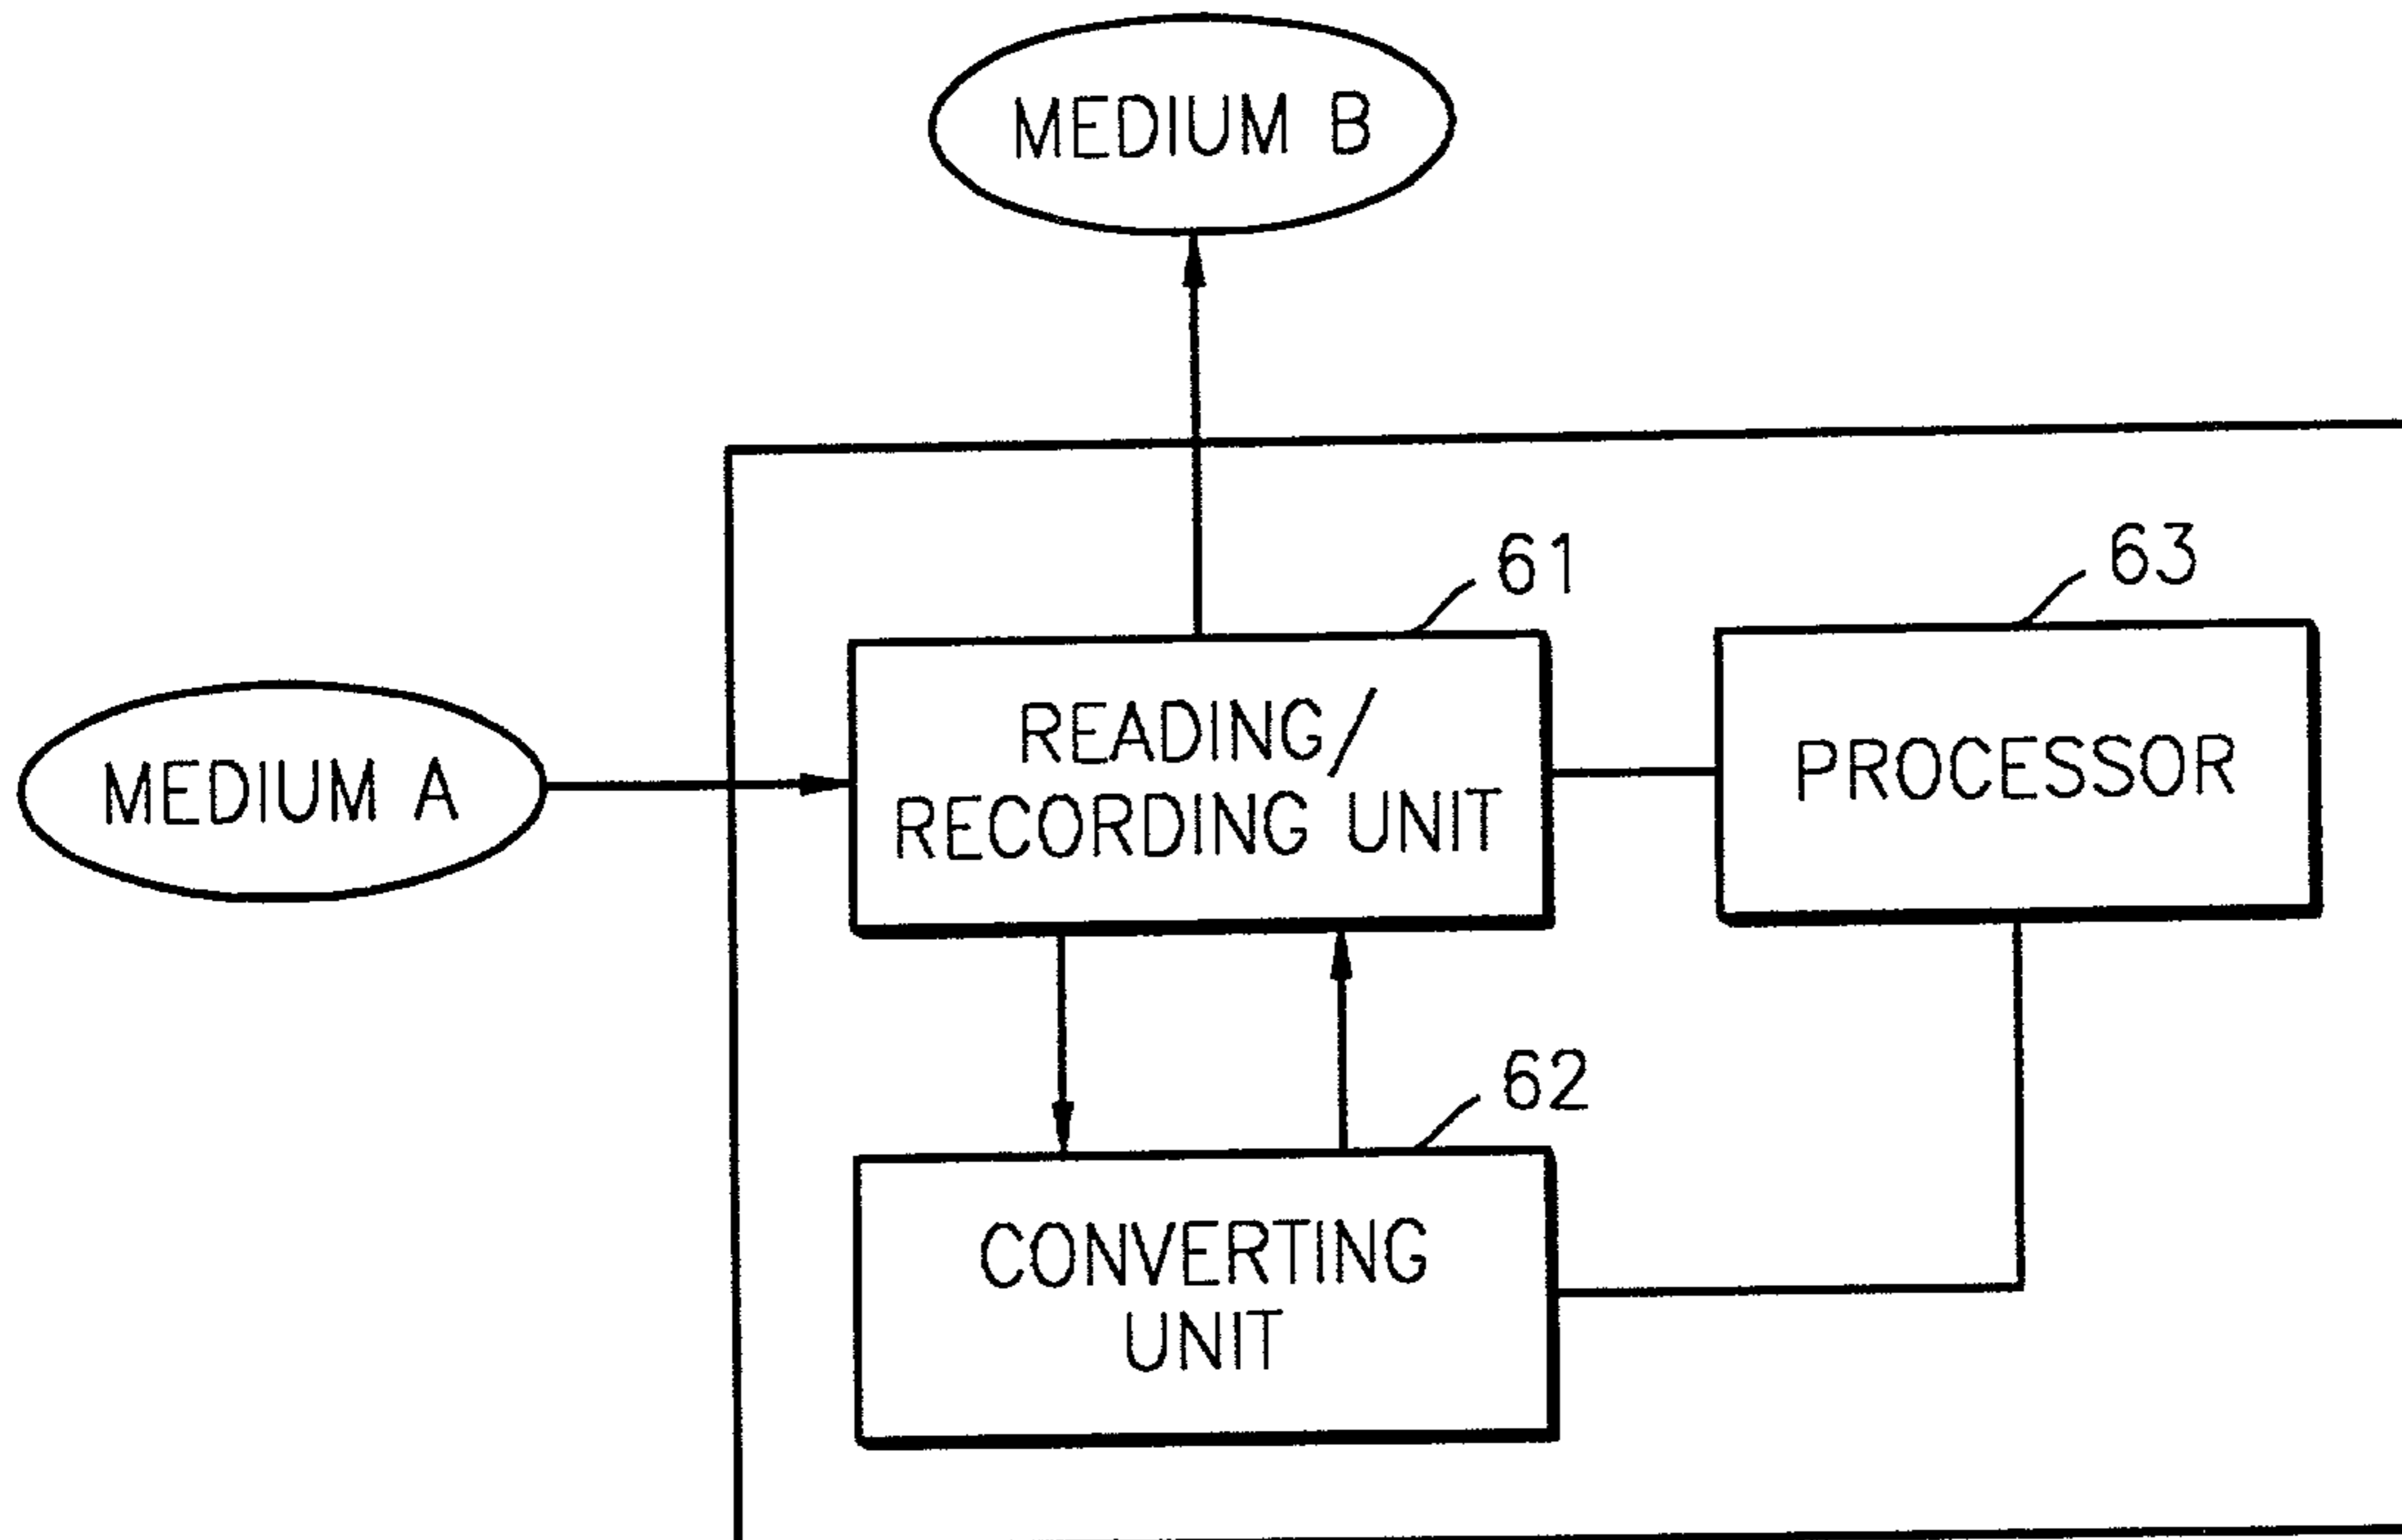 MEDIUM B
61
63
READING/
RECORDING UNIT
PROCESSOR
MEDIUM A
62
CONVERTING
UNIT